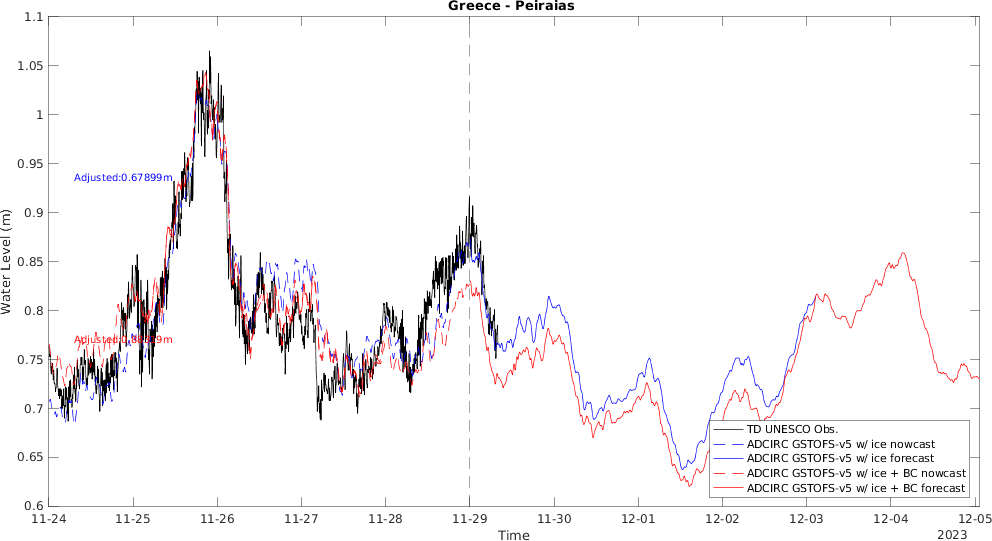 Greece - Peiraias
1.1
1.05
1
0.95
0.9
0.85
0.8
0.75
0.7
0.65
0.6
Water Level (m)
Adjusted:0.67899m
TD UNESCO Obs.
ADCIRC GSTOFS-v5 w/ ice nowcast
ADCIRC GSTOFS-v5 w/ ice forecast
ADCIRC GSTOFS-v5 w/ ice + BC nowcast
ADCIRC GSTOFS-v5 w/ ice + BC forecast
11-24 11-25 11-26 11-27 11-28 11-29 11-30 12-01 12-02 12-03 12-04 12-05
Time
2023